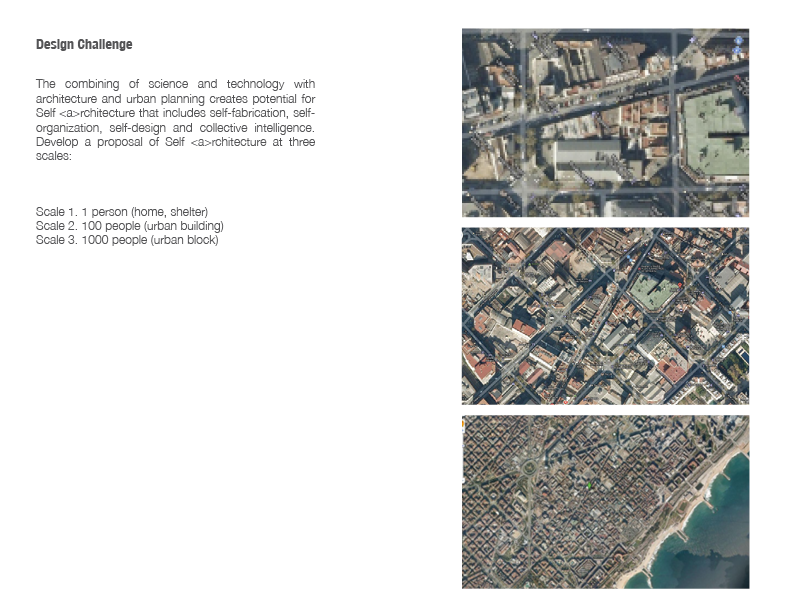 Design Challenge
The combining of science and technology with
architecture and urban planning creates potential for
Self <a>rchitecture that includes self-fabrication, self-
organization, self-design and collective intelligence.
Develop a proposal of Self <a>rchitecture at three
scales:
Scale 1. 1 person (home, shelter)
Scale 2. 100 people (urban building)
Scale 3. 1000 people (urban block)